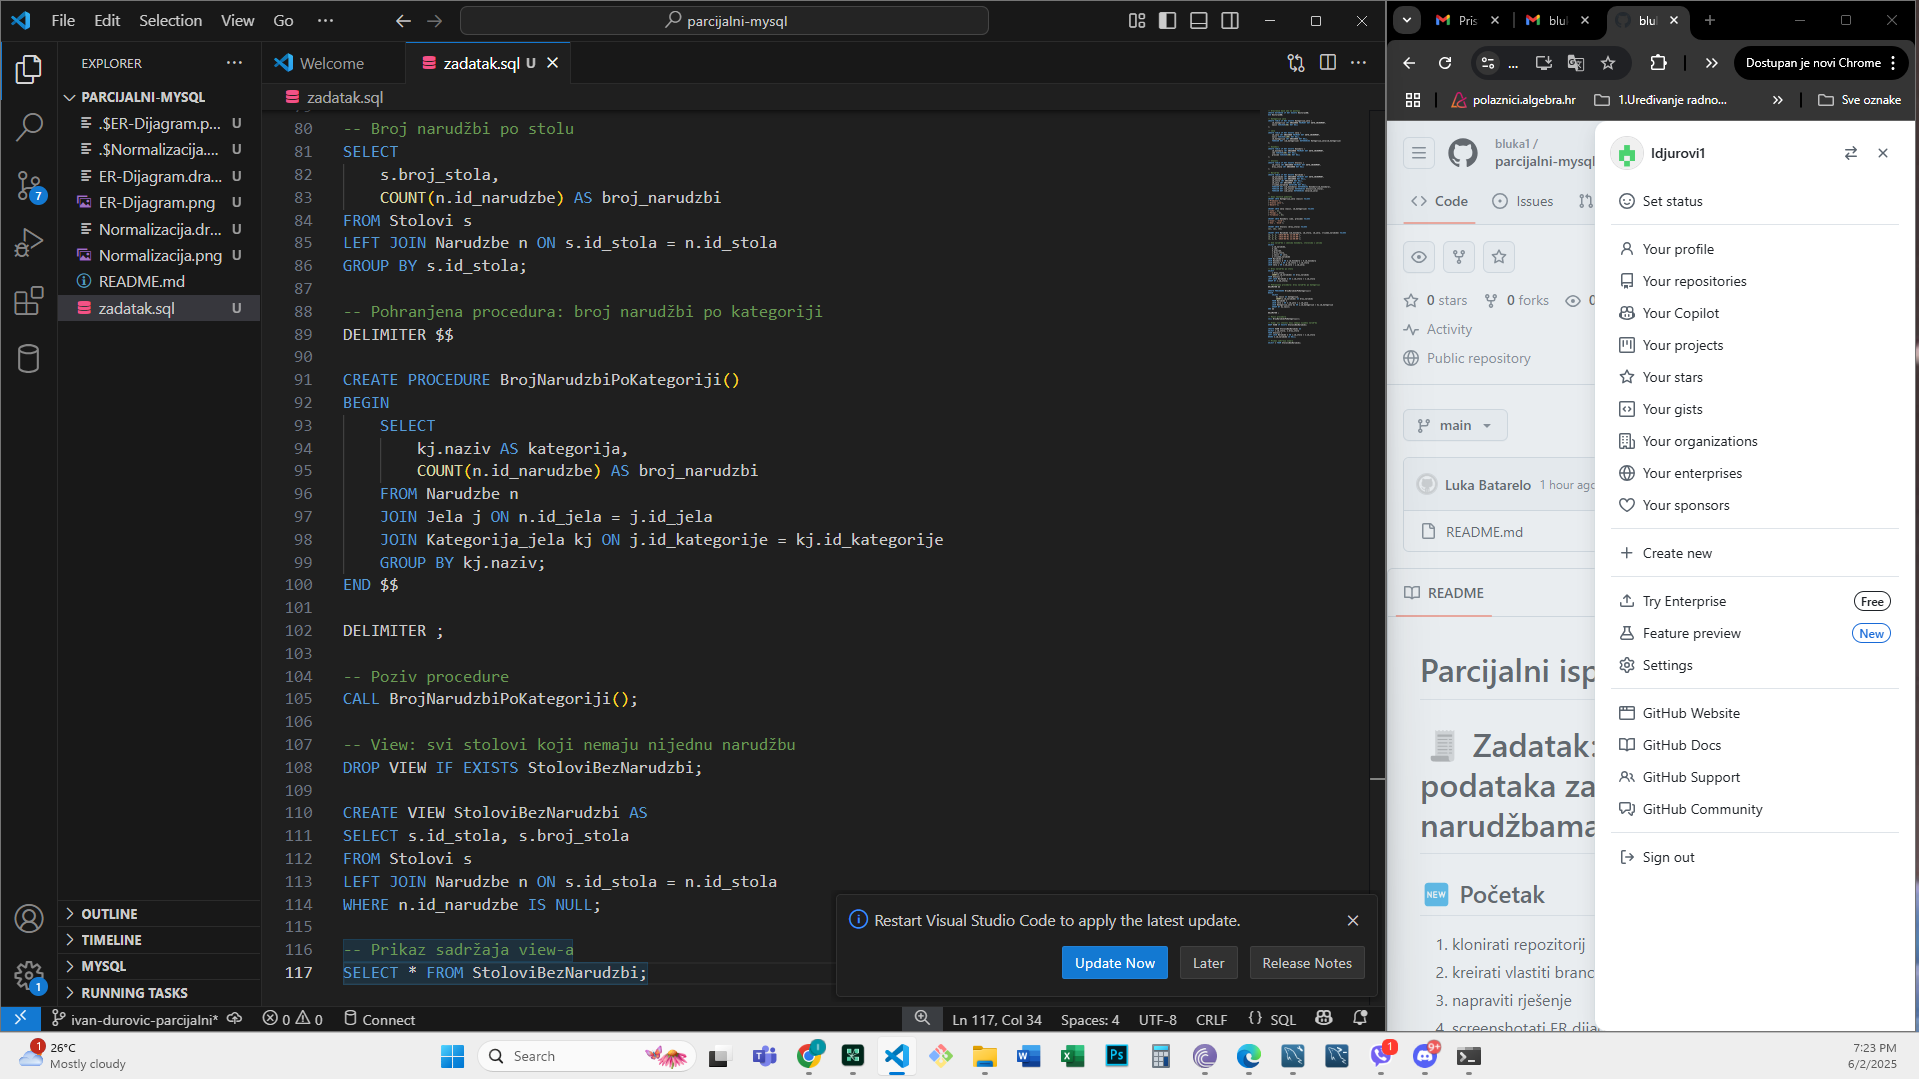 File Edit Selection View Go ···
parcijalni-mysql
EXPLORER
PARCIJALNI-MYSQL
.$ER-Dijagram.p... U
.$Normalizacija.... U
ER-Dijagram.dra... U
ER-Dijagram.png U
Normalizacija.dr... U
Normalizacija.png U
README.md
zadatak.sql U
OUTLINE
TIMELINE
MYSQL
RUNNING TASKS
7
1
Welcome
zadatak.sql U
zadatak.sql
80 -- Broj narudžbi po stolu
81 SELECT
82 s.broj_stola,
83 COUNT(n.id_narudzbe) AS broj_narudzbi
84 FROM Stolovi s
85 LEFT JOIN Narudzbe n ON s.id_stola = n.id_stola
86 GROUP BY s.id_stola;
87
88 -- Pohranjena procedura: broj narudžbi po kategoriji
89 DELIMITER $$
90
91 CREATE PROCEDURE BrojNarudzbiPoKategoriji()
92 BEGIN
93 SELECT
94 kj.naziv AS kategorija,
95 COUNT(n.id_narudzbe) AS broj_narudzbi
96 FROM Narudzbe n
97 JOIN Jela j ON n.id_jela = j.id_jela
98 JOIN Kategorija_jela kj ON j.id_kategorije = kj.id_kategorije
99 GROUP BY kj.naziv;
100 END $$
101
102 DELIMITER ;
103
104 -- Poziv procedure
105 CALL BrojNarudzbiPoKategoriji();
106
107 -- View: svi stolovi koji nemaju nijednu narudžbu
108 DROP VIEW IF EXISTS StoloviBezNarudzbi;
109
110 CREATE VIEW StoloviBezNarudzbi AS
111 SELECT s.id_stola, s.broj_stola
112 FROM Stolovi s
113 LEFT JOIN Narudzbe n ON s.id_stola = n.id_stola
114 WHERE n.id_narudzbe IS NULL;
115
116 -- Prikaz sadržaja view-a
117 SELECT * FROM StoloviBezNarudzbi;
Restart Visual Studio Code to apply the latest update.
Update Now Later Release Notes
ivan-durovic-parcijalni* 0 0 Connect
Ln 117, Col 34 Spaces: 4 UTF-8 CRLF {} SQL
Pris
blu
blu
... Dostupan je novi Chrome
polaznici.algebra.hr 1.Uređivanje radno... Sve oznake
bluka1 /
parcijalni-mysql
Code Issues
0 stars 0 forks 0
Activity
Public repository
main
Luka Batarelo 1 hour ago
README.md
README
Parcijalni isp
Zadatak:
podataka za
narudžbama
NEW Početak
1. klonirati repozitorij
2. kreirati vlastiti branc
3. napraviti rješenje
4. screenshotati ER dija
Idjurovi1
Set status
Your profile
Your repositories
Your Copilot
Your projects
Your stars
Your gists
Your organizations
Your enterprises
Your sponsors
Create new
Try Enterprise Free
Feature preview New
Settings
GitHub Website
GitHub Docs
GitHub Support
GitHub Community
Sign out
1
26°C
Mostly cloudy
Search
1
9+
7:23 PM
6/2/2025